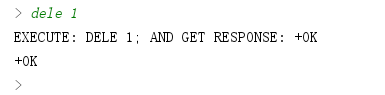 > dele 1
EXECUTE: DELE 1; AND GET RESPONSE: +OK
+OK
>